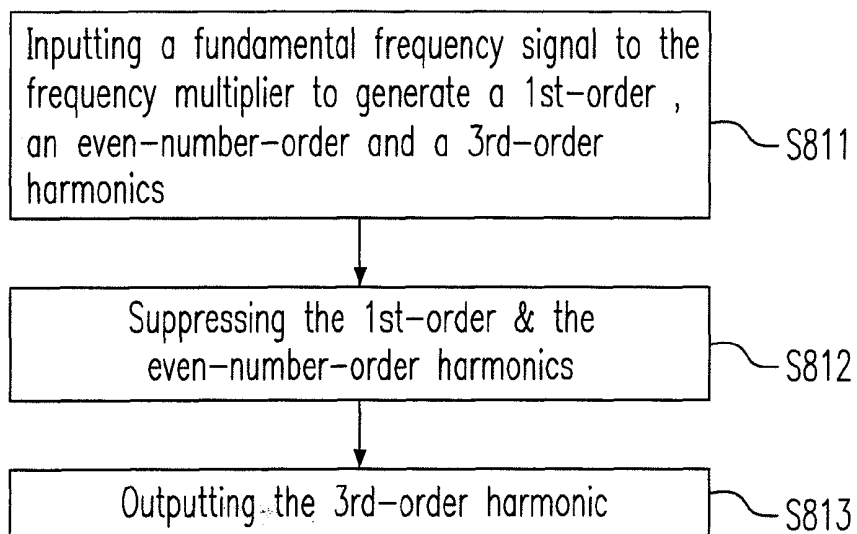 Inputting a fundamental frequency signal to the
frequency multiplier to generate a 1st-order ,
an even-number-order and a 3rd-order
harmonics
S811
Suppressing the 1st-order & the
even-number-order harmonics
S812
Outputting the 3rd-order harmonic
S813